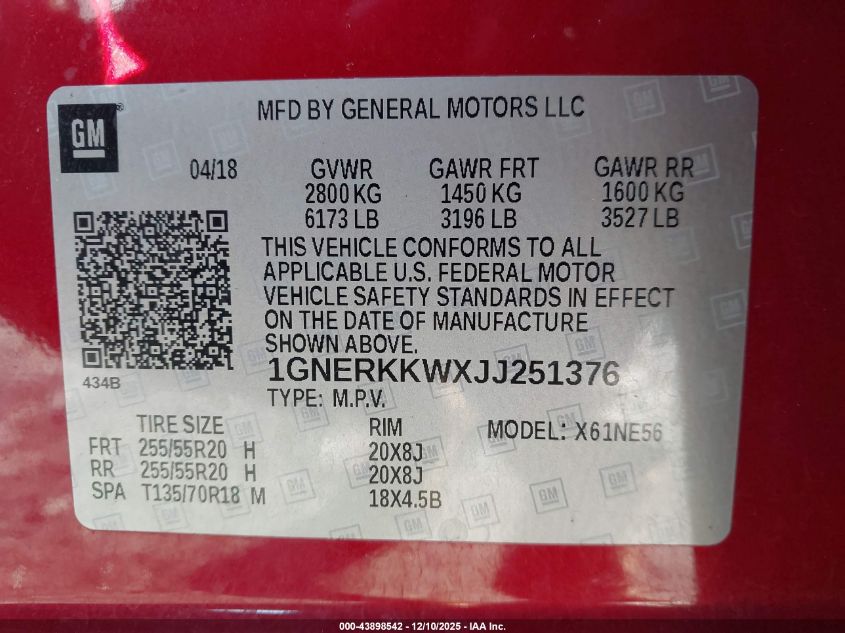 GM®
MFD BY GENERAL MOTORS LLC
04/18 GVWR GAWR FRT GAWR RR
2800 KG 1450 KG 1600 KG
6173 LB 3196 LB 3527 LB
THIS VEHICLE CONFORMS TO ALL
APPLICABLE U.S. FEDERAL MOTOR
VEHICLE SAFETY STANDARDS IN EFFECT
ON THE DATE OF MANUFACTURE
SHOWN ABOVE.
434B
1GNERKKWXJJ251376
TYPE: M.P.V.
TIRE SIZE RIM MODEL: X61NE56
FRT 255/55R20 H 20X8J
RR 255/55R20 H 20X8J
SPA T135/70R18 M 18X4.5B
000-43898542 — 12/10/2025 — IAA Inc.